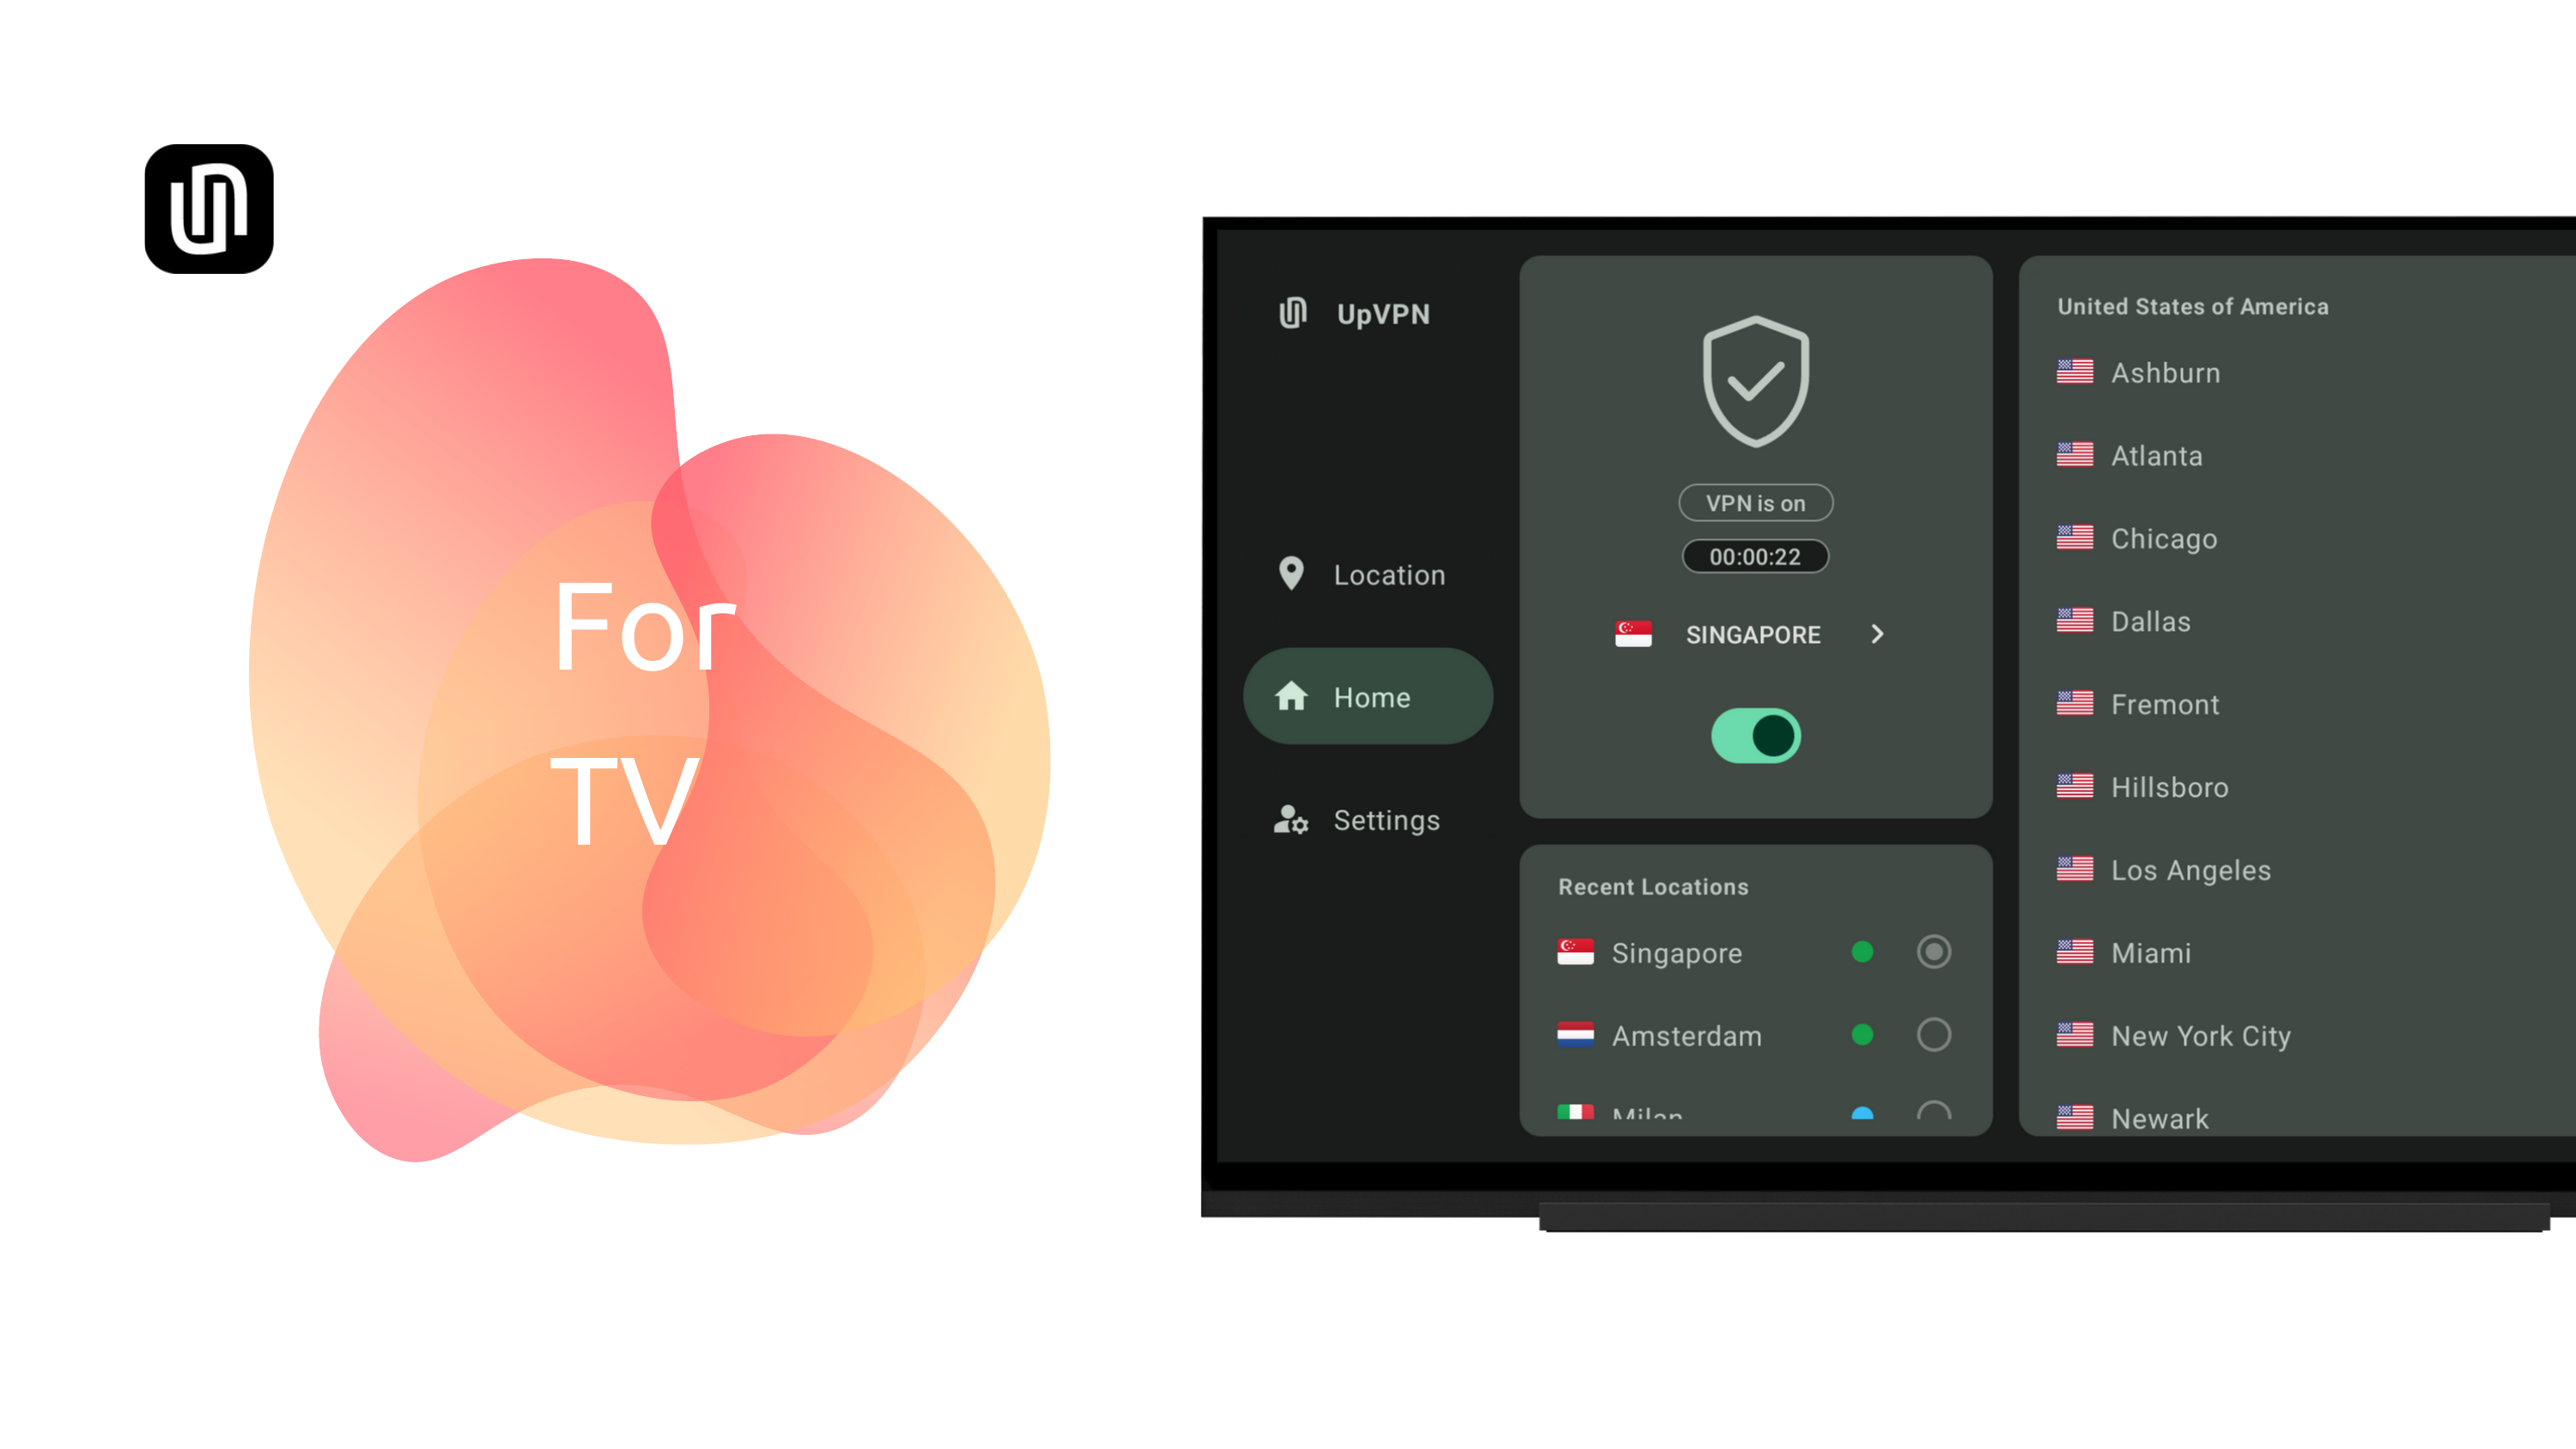 For
TV
UpVPN
Location
Home
Settings
VPN is on
00:00:22
SINGAPORE
Recent Locations
Singapore
Amsterdam
Milan
United States of America
Ashburn
Atlanta
Chicago
Dallas
Fremont
Hillsboro
Los Angeles
Miami
New York City
Newark